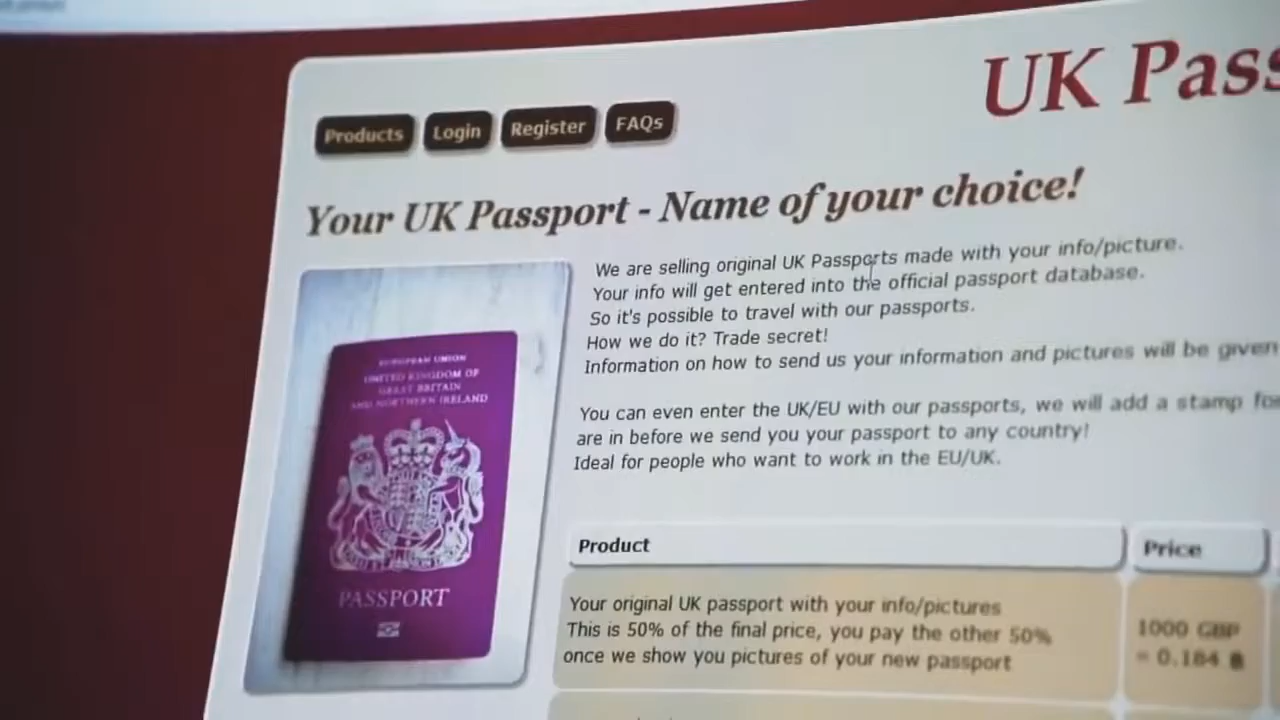 UK Pass
Products Login Register FAQs
Your UK Passport - Name of your choice!
We are selling original UK Passports made with your info/picture.
Your info will get entered into the official passport database.
So it's possible to travel with our passports.
How we do it? Trade secret!
Information on how to send us your information and pictures will be given
You can even enter the UK/EU with our passports, we will add a stamp for
are in before we send you your passport to any country!
Ideal for people who want to work in the EU/UK.
EUROPEAN UNION
UNITED KINGDOM OF
GREAT BRITAIN
AND NORTHERN IRELAND
PASSPORT
Product Price
Your original UK passport with your info/pictures
This is 50% of the final price, you pay the other 50%
once we show you pictures of your new passport
1000 GBP
= 0.184 ฿